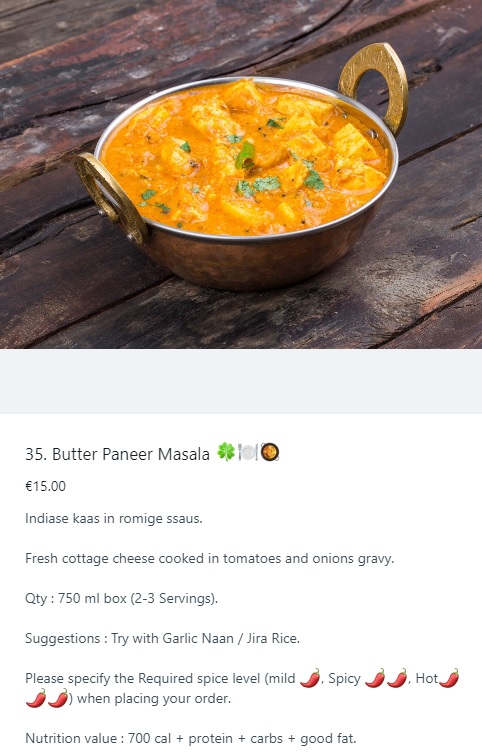 35. Butter Paneer Masala 🍀🍽️🥘
€15.00
Indiase kaas in romige ssaus.
Fresh cottage cheese cooked in tomatoes and onions gravy.
Qty : 750 ml box (2-3 Servings).
Suggestions : Try with Garlic Naan / Jira Rice.
Please specify the Required spice level (mild 🌶️, Spicy 🌶️🌶️, Hot🌶️
🌶️🌶️) when placing your order.
Nutrition value : 700 cal + protein + carbs + good fat.